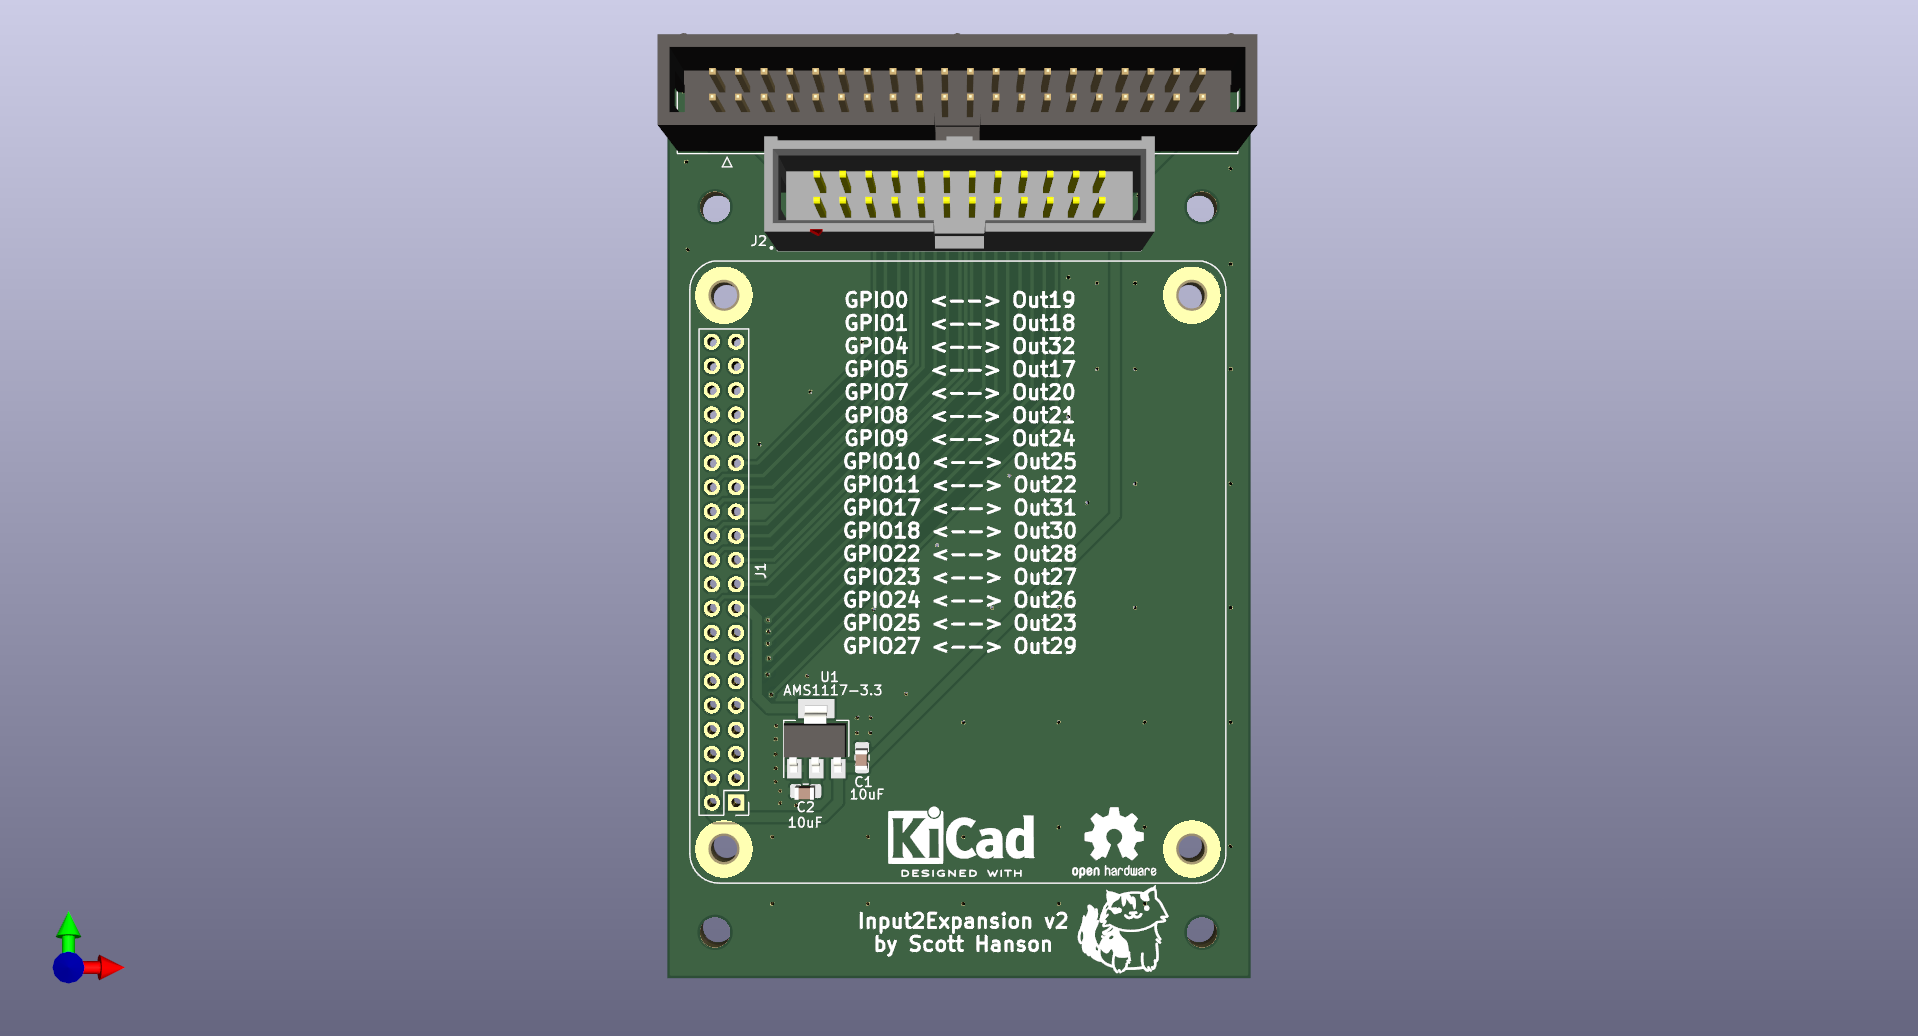 J2
GPIO0 <--> Out19
GPIO1 <--> Out18
GPIO4 <--> Out32
GPIO5 <--> Out17
GPIO7 <--> Out20
GPIO8 <--> Out21
GPIO9 <--> Out24
GPIO10 <--> Out25
GPIO11 <--> Out22
GPIO17 <--> Out31
GPIO18 <--> Out30
GPIO22 <--> Out28
GPIO23 <--> Out27
GPIO24 <--> Out26
GPIO25 <--> Out23
GPIO27 <--> Out29
J1
U1
AMS1117-3.3
C1
10uF
C2
10uF
KiCad
DESIGNED WITH
open hardware
Input2Expansion v2
by Scott Hanson